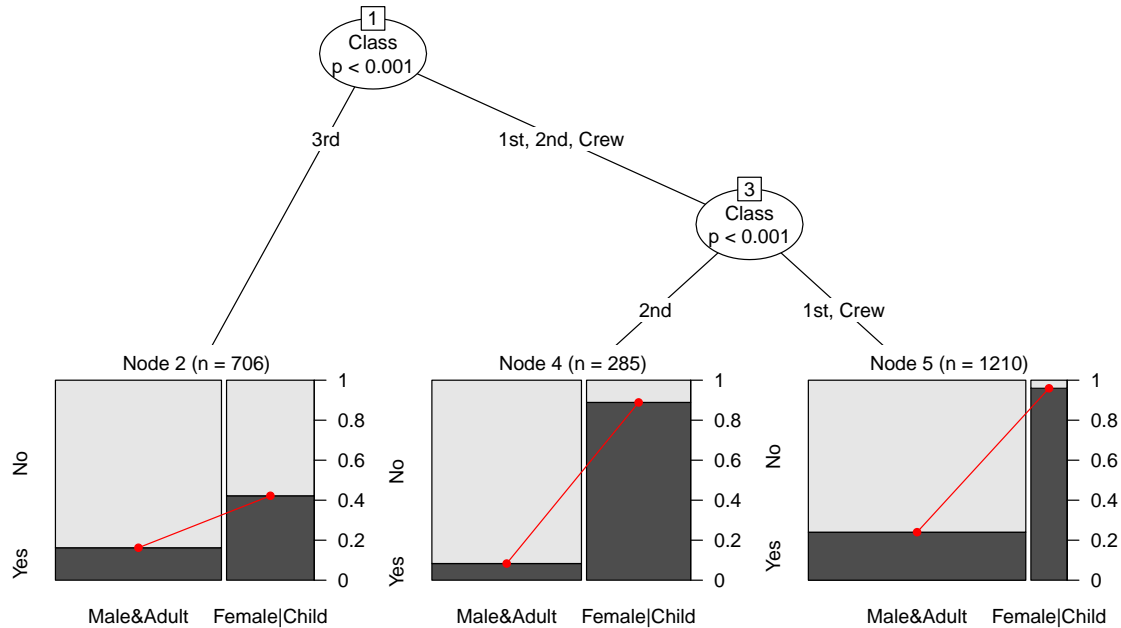 1
Class
p < 0.001
3rd
1st, 2nd, Crew
3
Class
p < 0.001
2nd
1st, Crew
Node 2 (n = 706)
No
Yes
Male&Adult
Female|Child
1
0.8
0.6
0.4
0.2
0
Node 4 (n = 285)
No
Yes
Male&Adult
Female|Child
1
0.8
0.6
0.4
0.2
0
Node 5 (n = 1210)
No
Yes
Male&Adult
Female|Child
1
0.8
0.6
0.4
0.2
0